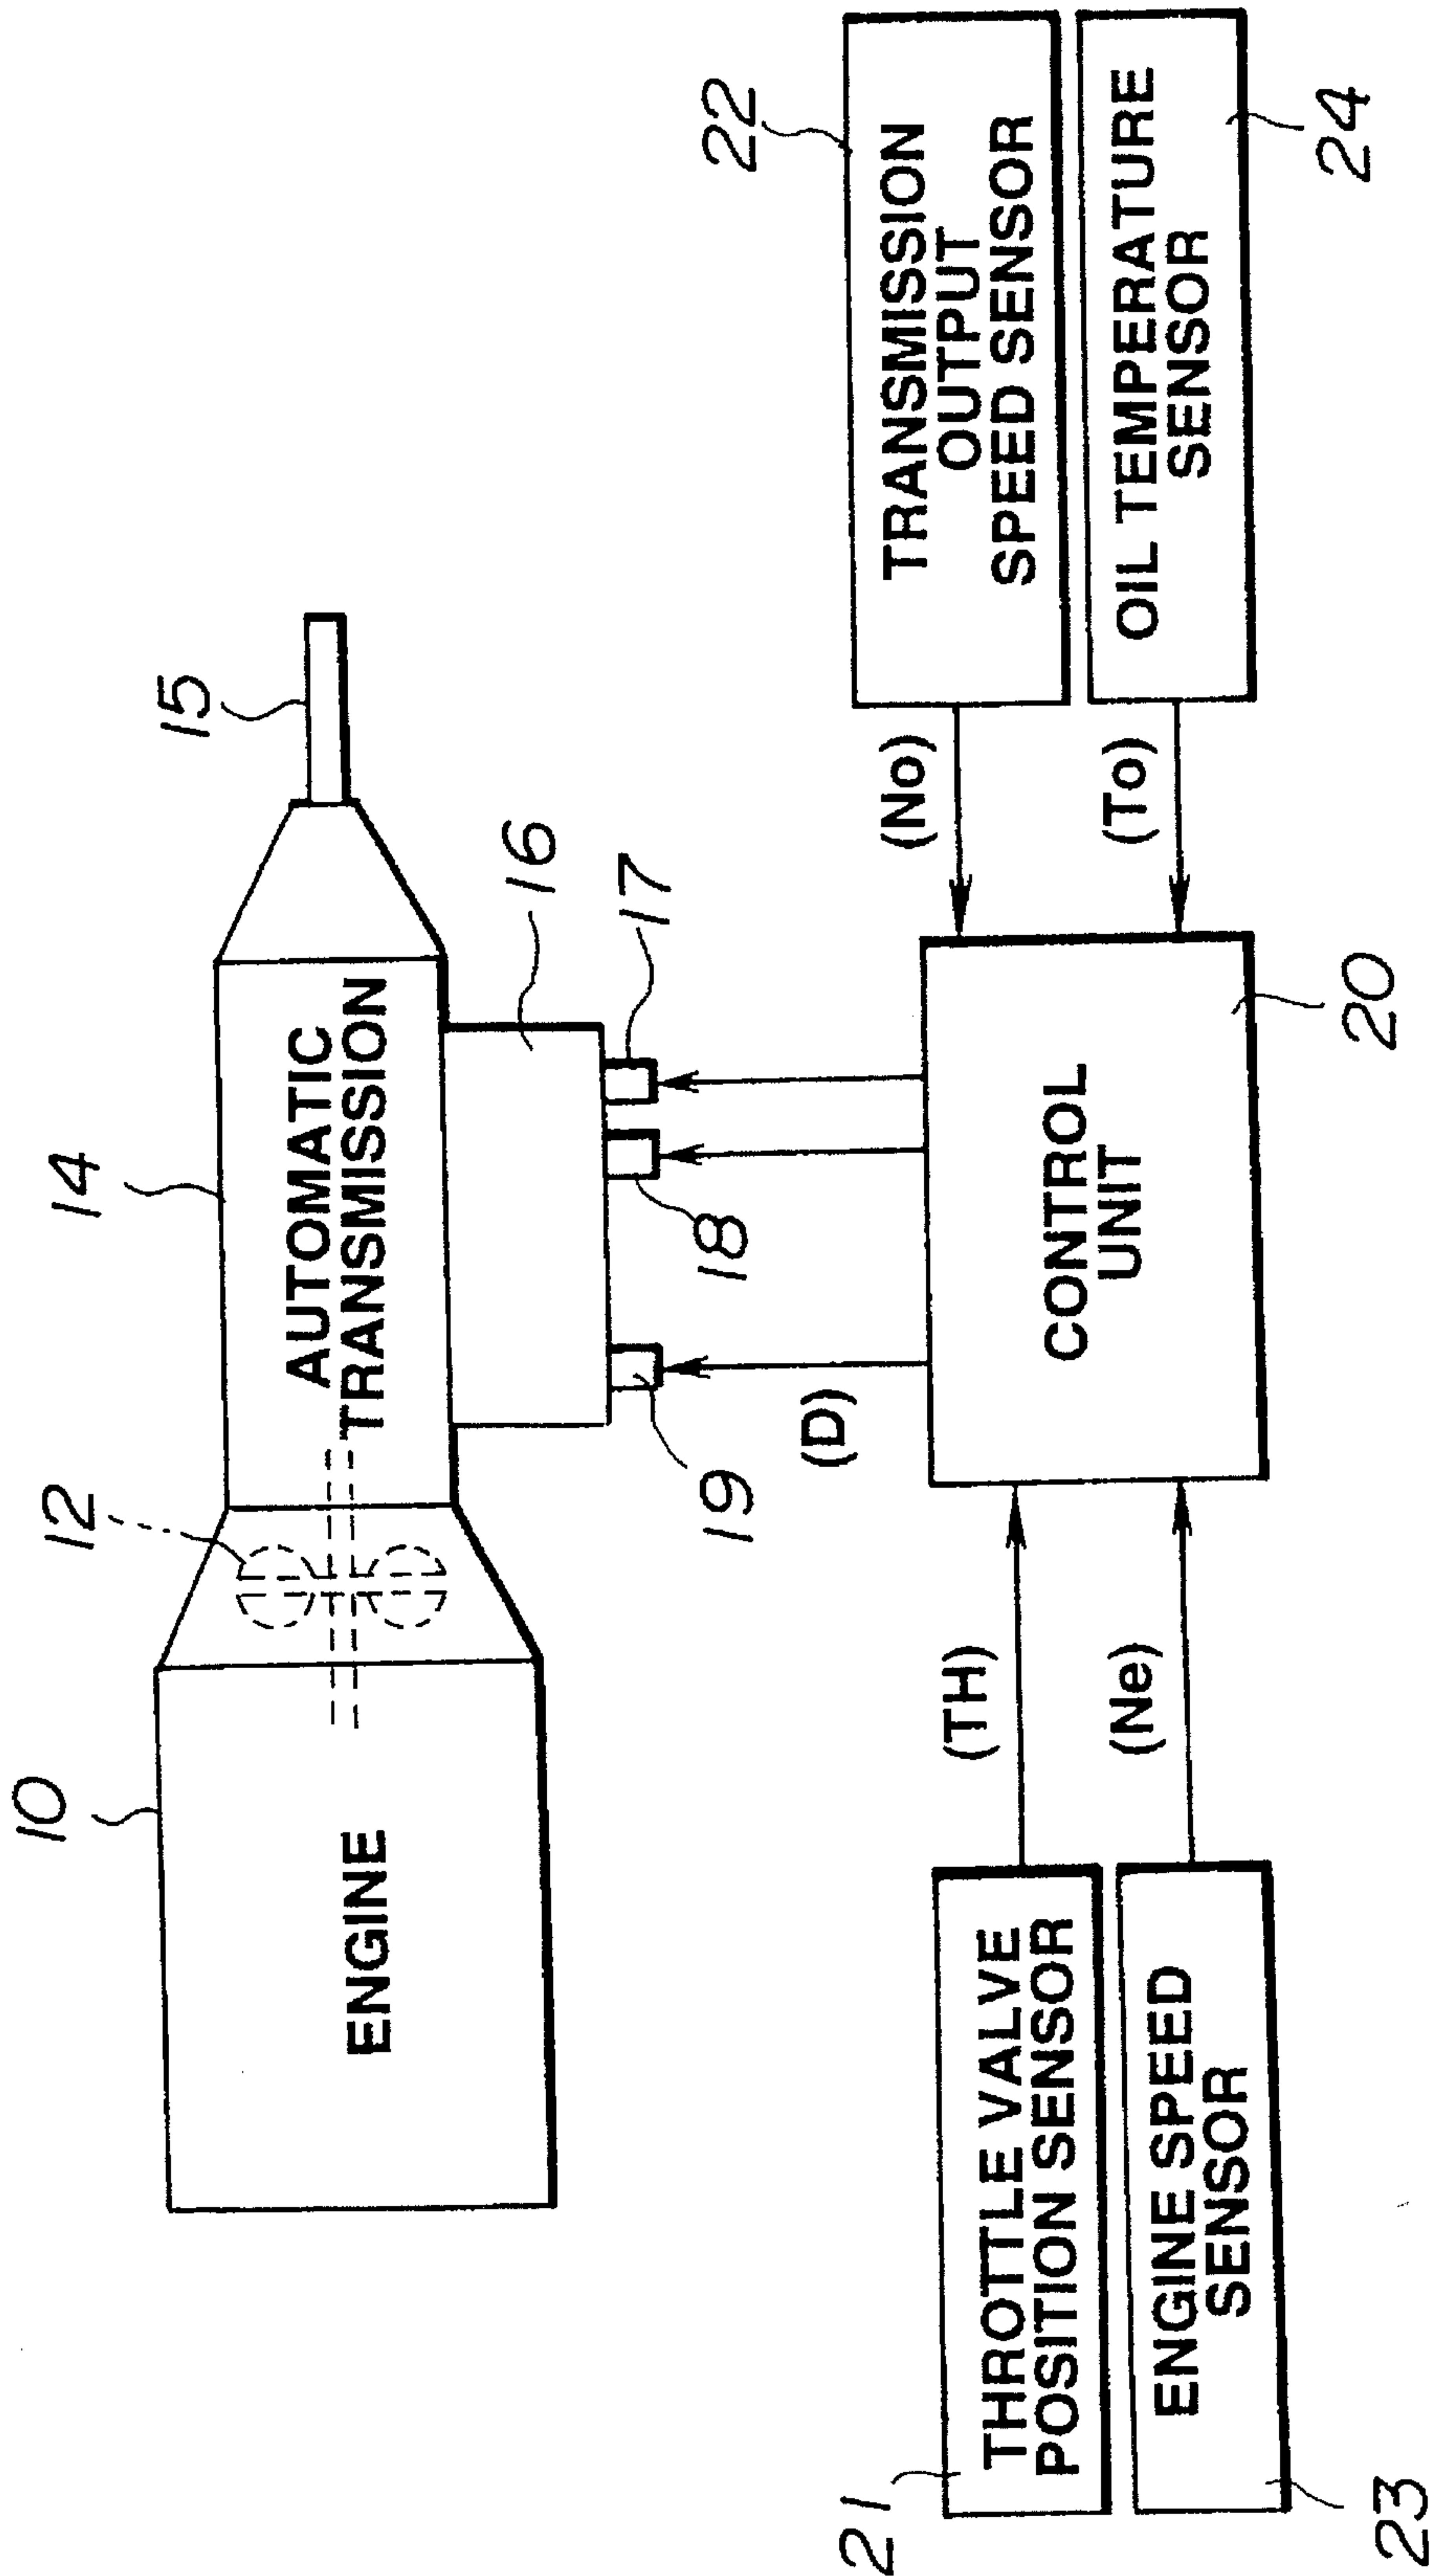 10
12
14
15
ENGINE
AUTOMATIC
TRANSMISSION
16
19
18
17
(D)
22
TRANSMISSION
OUTPUT
SPEED SENSOR
(TH)
(No)
21
THROTTLE VALVE
POSITION SENSOR
CONTROL
UNIT
OIL TEMPERATURE
SENSOR
(Ne)
(To)
ENGINE SPEED
SENSOR
23
20
24